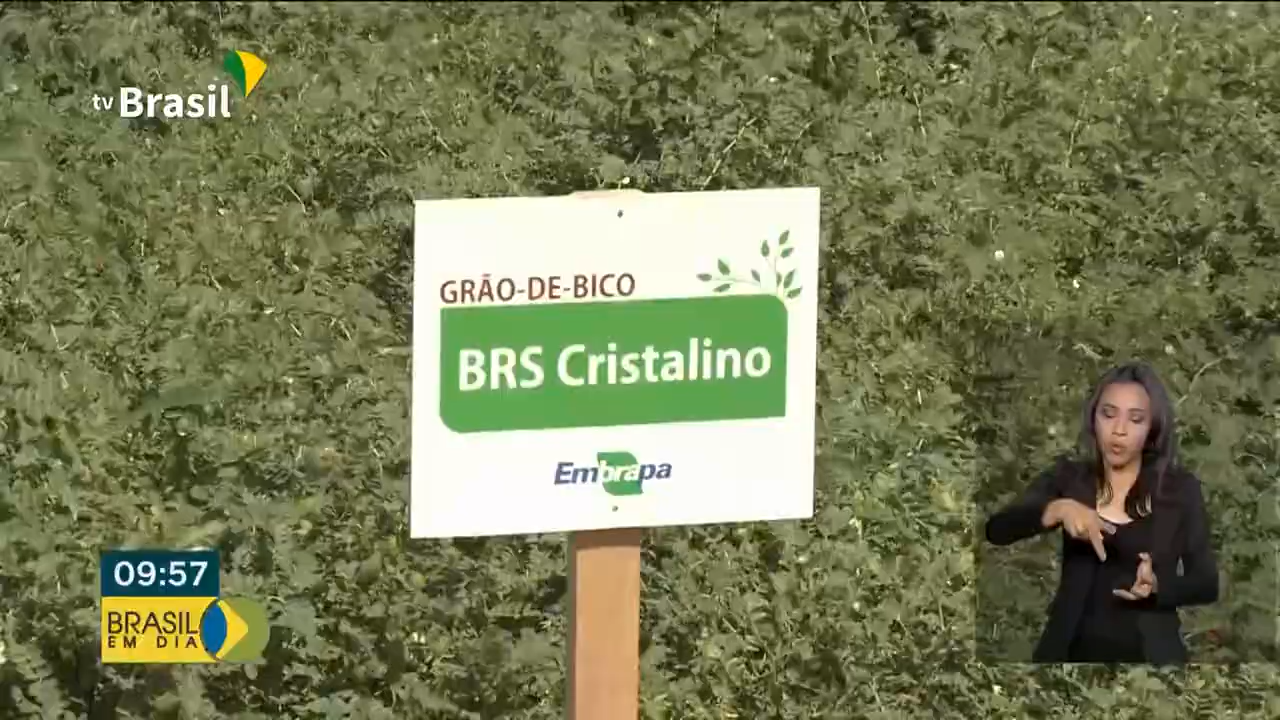 tv Brasil
GRÃO-DE-BICO
BRS Cristalino
Embrapa
09:57
BRASIL
EM DIA